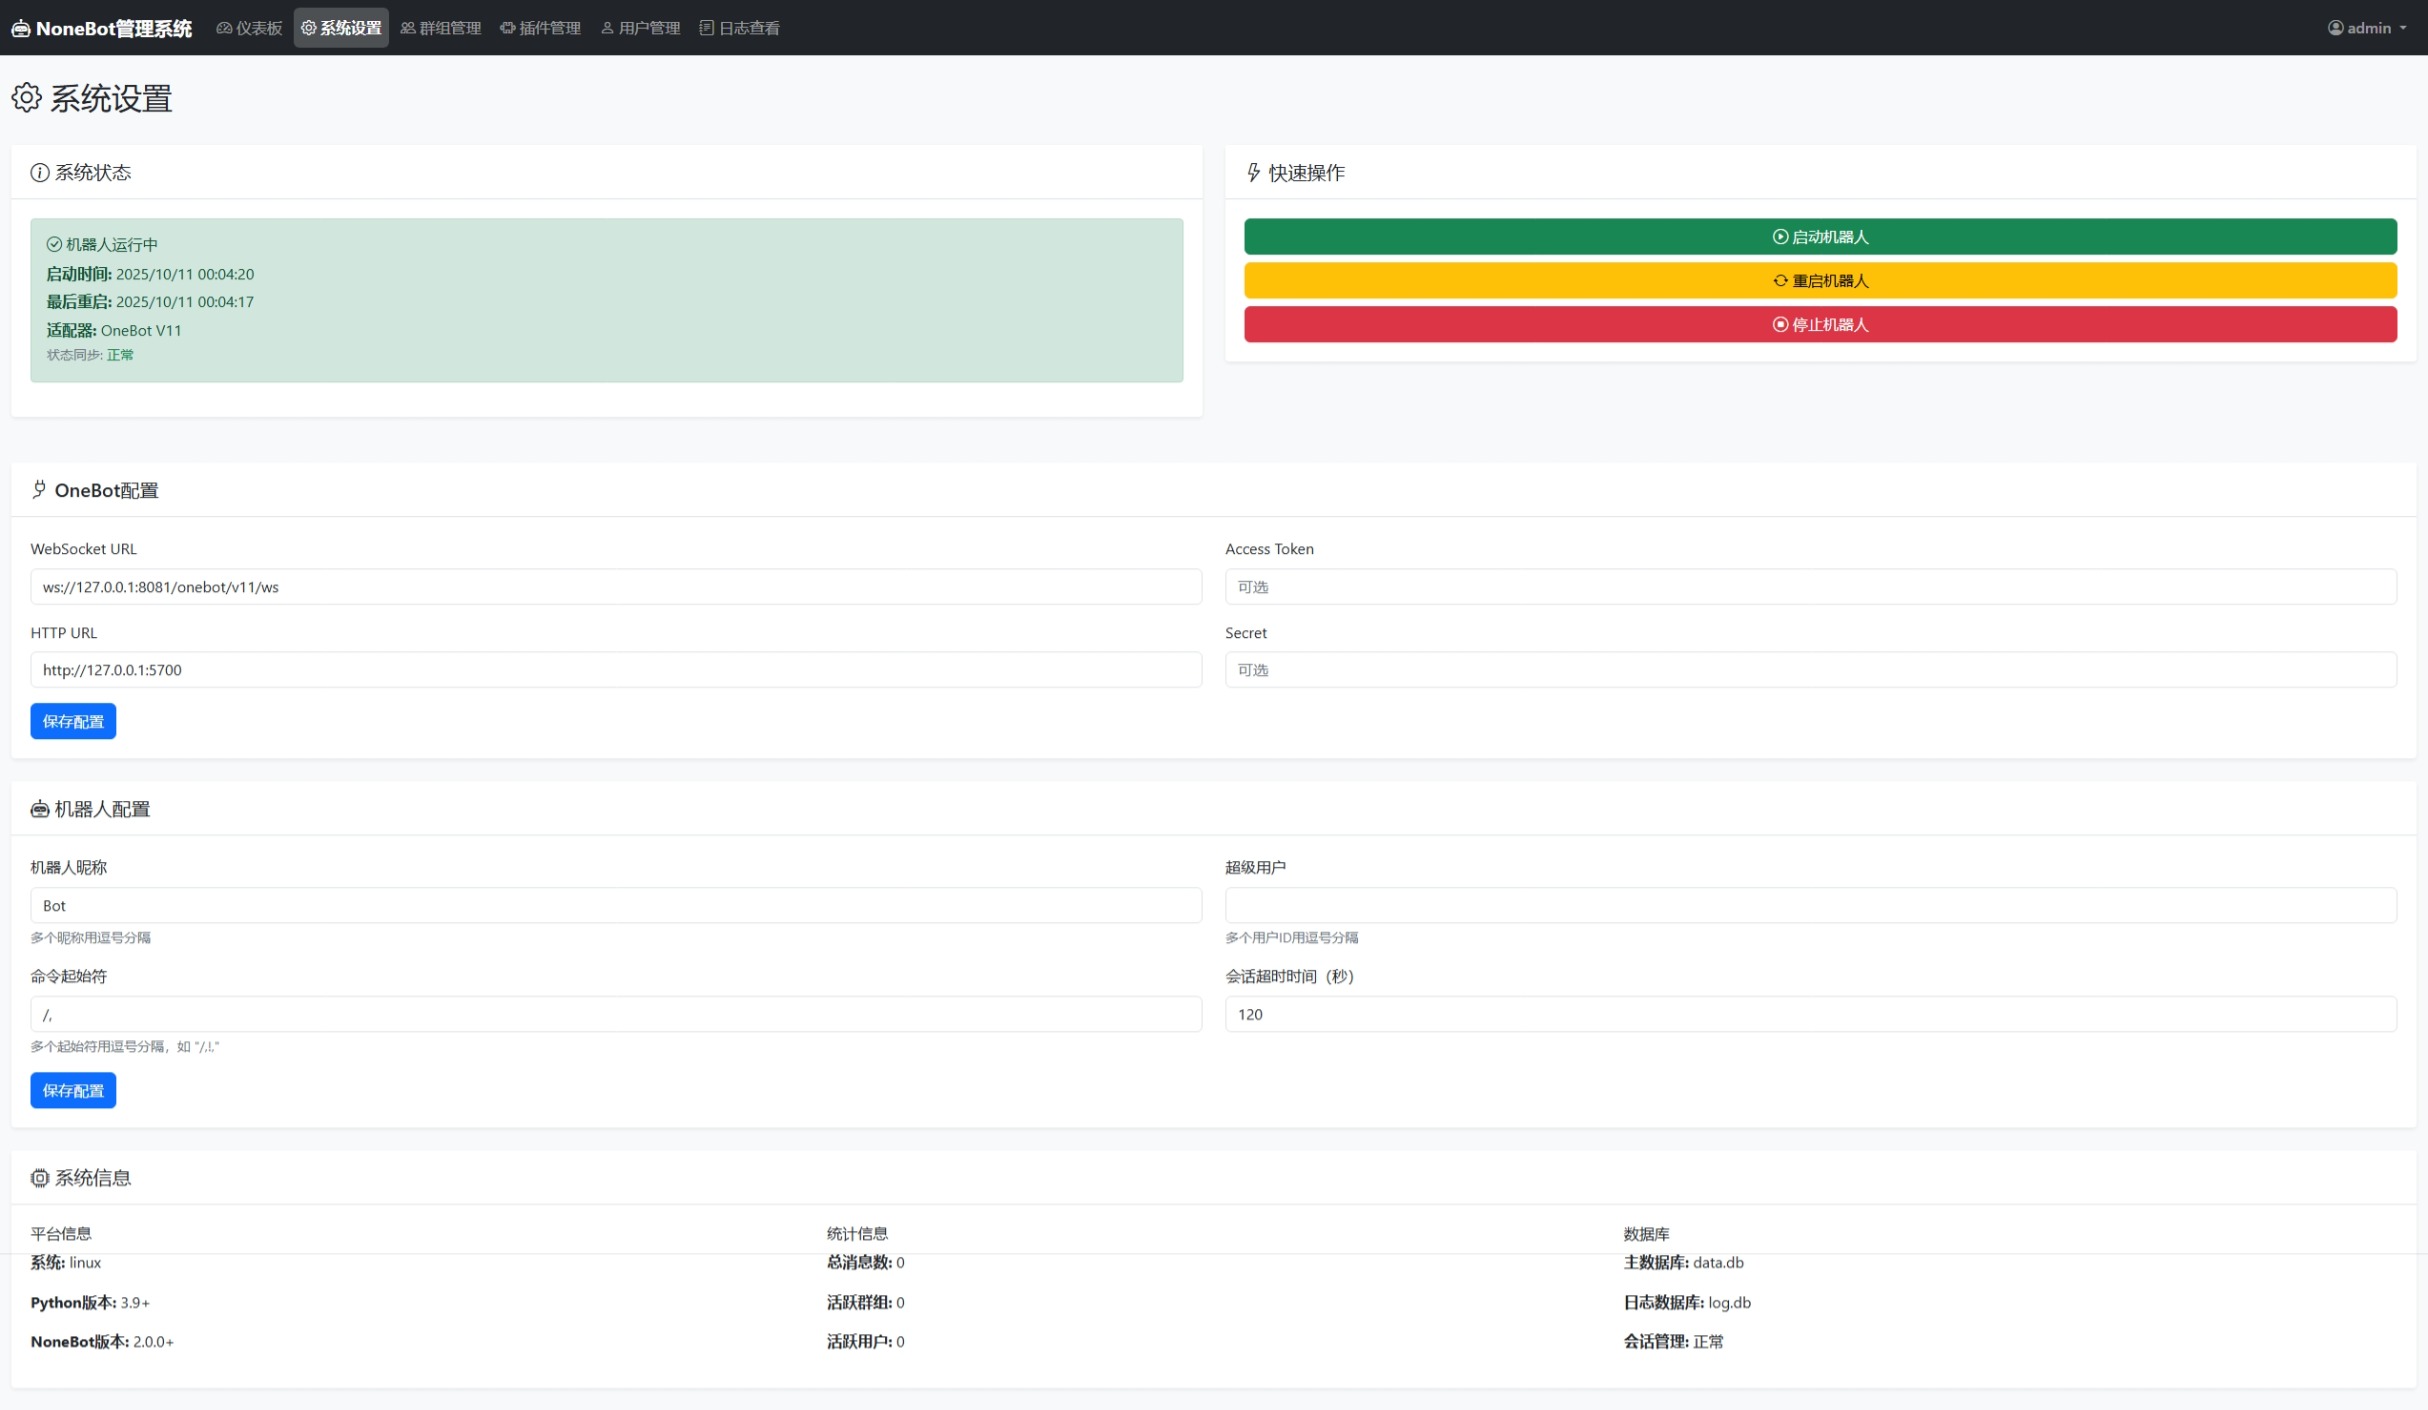 NoneBot管理系统 仪表板 系统设置 群组管理 插件管理 用户管理 日志查看 admin
系统设置
系统状态
机器人运行中
启动时间: 2025/10/11 00:04:20
最后重启: 2025/10/11 00:04:17
适配器: OneBot V11
状态同步: 正常
快速操作
启动机器人
重启机器人
停止机器人
OneBot配置
WebSocket URL
ws://127.0.0.1:8081/onebot/v11/ws
Access Token
可选
HTTP URL
http://127.0.0.1:5700
Secret
可选
保存配置
机器人配置
机器人昵称
Bot
多个昵称用逗号分隔
超级用户
多个用户ID用逗号分隔
命令起始符
/,
多个起始符用逗号分隔，如 "/,!,"
会话超时时间（秒）
120
保存配置
系统信息
平台信息
系统: linux
Python版本: 3.9+
NoneBot版本: 2.0.0+
统计信息
总消息数: 0
活跃群组: 0
活跃用户: 0
数据库
主数据库: data.db
日志数据库: log.db
会话管理: 正常